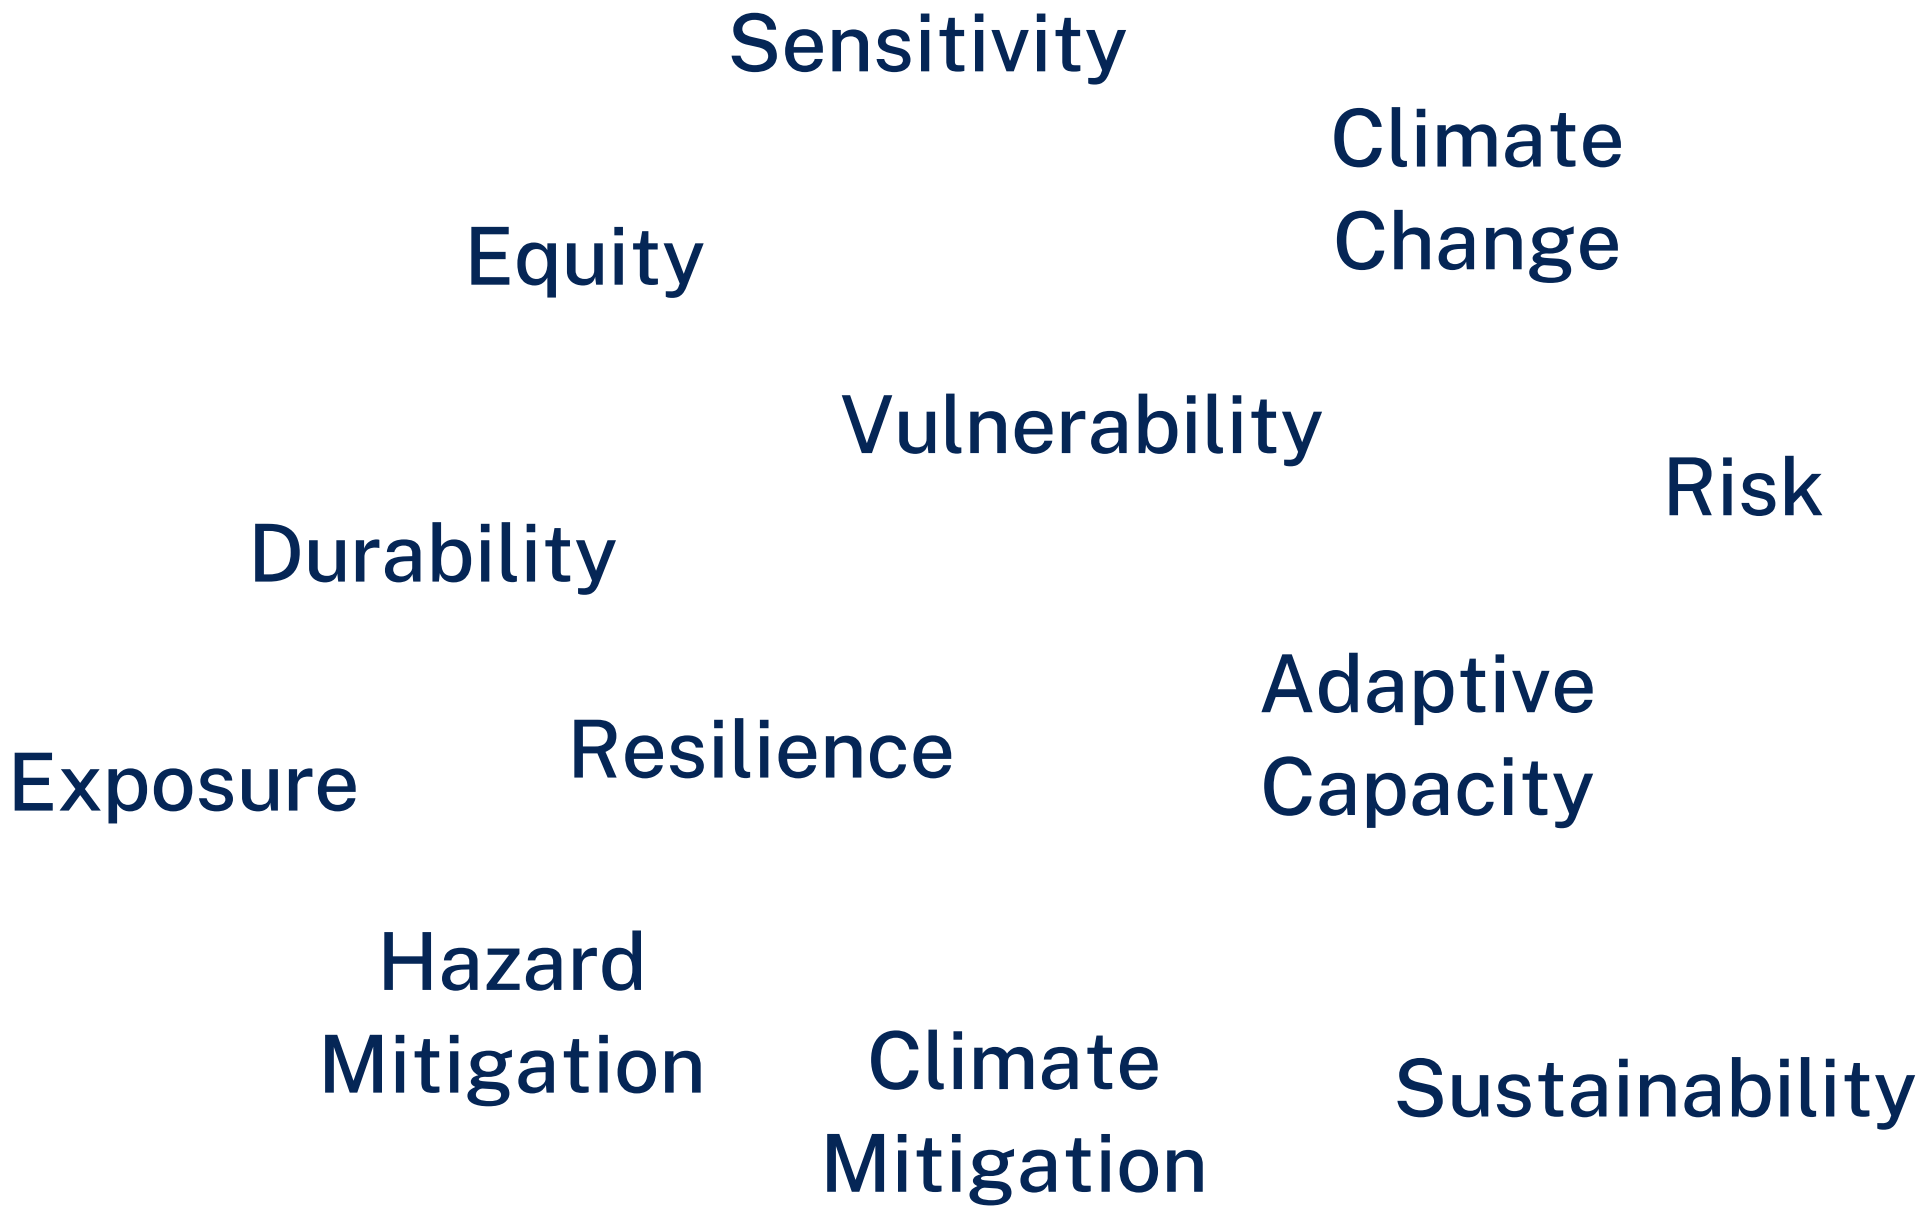 Sensitivity
Climate
Change
Equity
Vulnerability
Risk
Durability
Adaptive
Capacity
Resilience
Exposure
Hazard
Mitigation
Climate
Mitigation
Sustainability